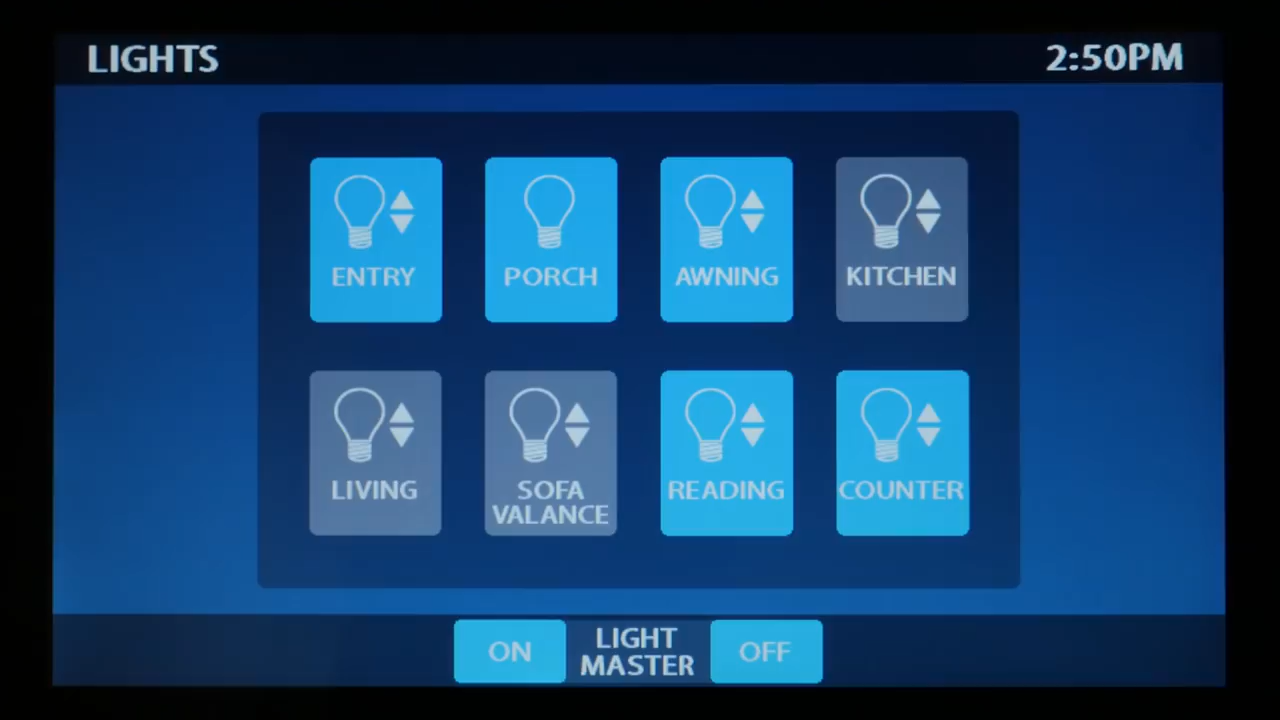 LIGHTS
2:50PM
ENTRY
PORCH
AWNING
KITCHEN
LIVING
SOFA
VALANCE
READING
COUNTER
ON
LIGHT
MASTER
OFF